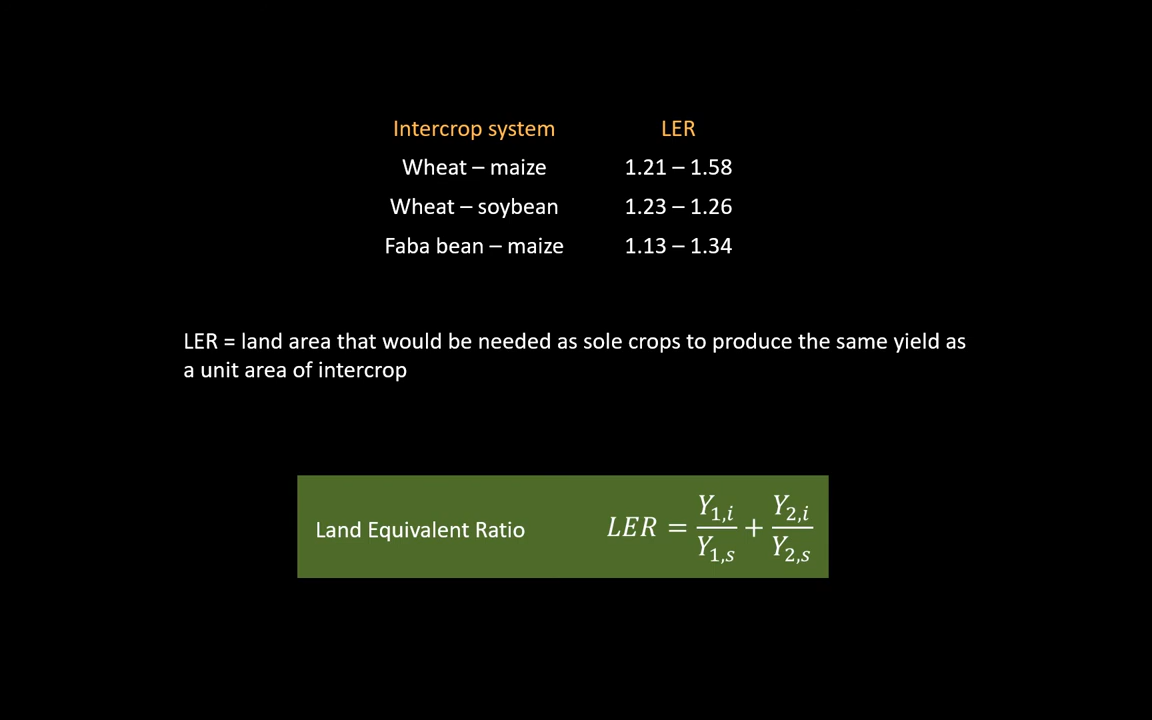 Intercrop system LER
Wheat – maize 1.21 – 1.58
Wheat – soybean 1.23 – 1.26
Faba bean – maize 1.13 – 1.34
LER = land area that would be needed as sole crops to produce the same yield as
a unit area of intercrop
Land Equivalent Ratio LER = Y1,i/Y1,s + Y2,i/Y2,s